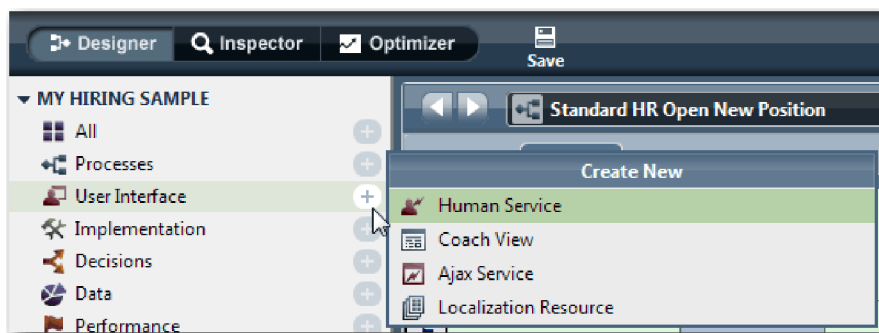 Designer Inspector Optimizer
Save
MY HIRING SAMPLE
All
Processes
User Interface
Implementation
Decisions
Data
Performance
Standard HR Open New Position
Create New
Human Service
Coach View
Ajax Service
Localization Resource